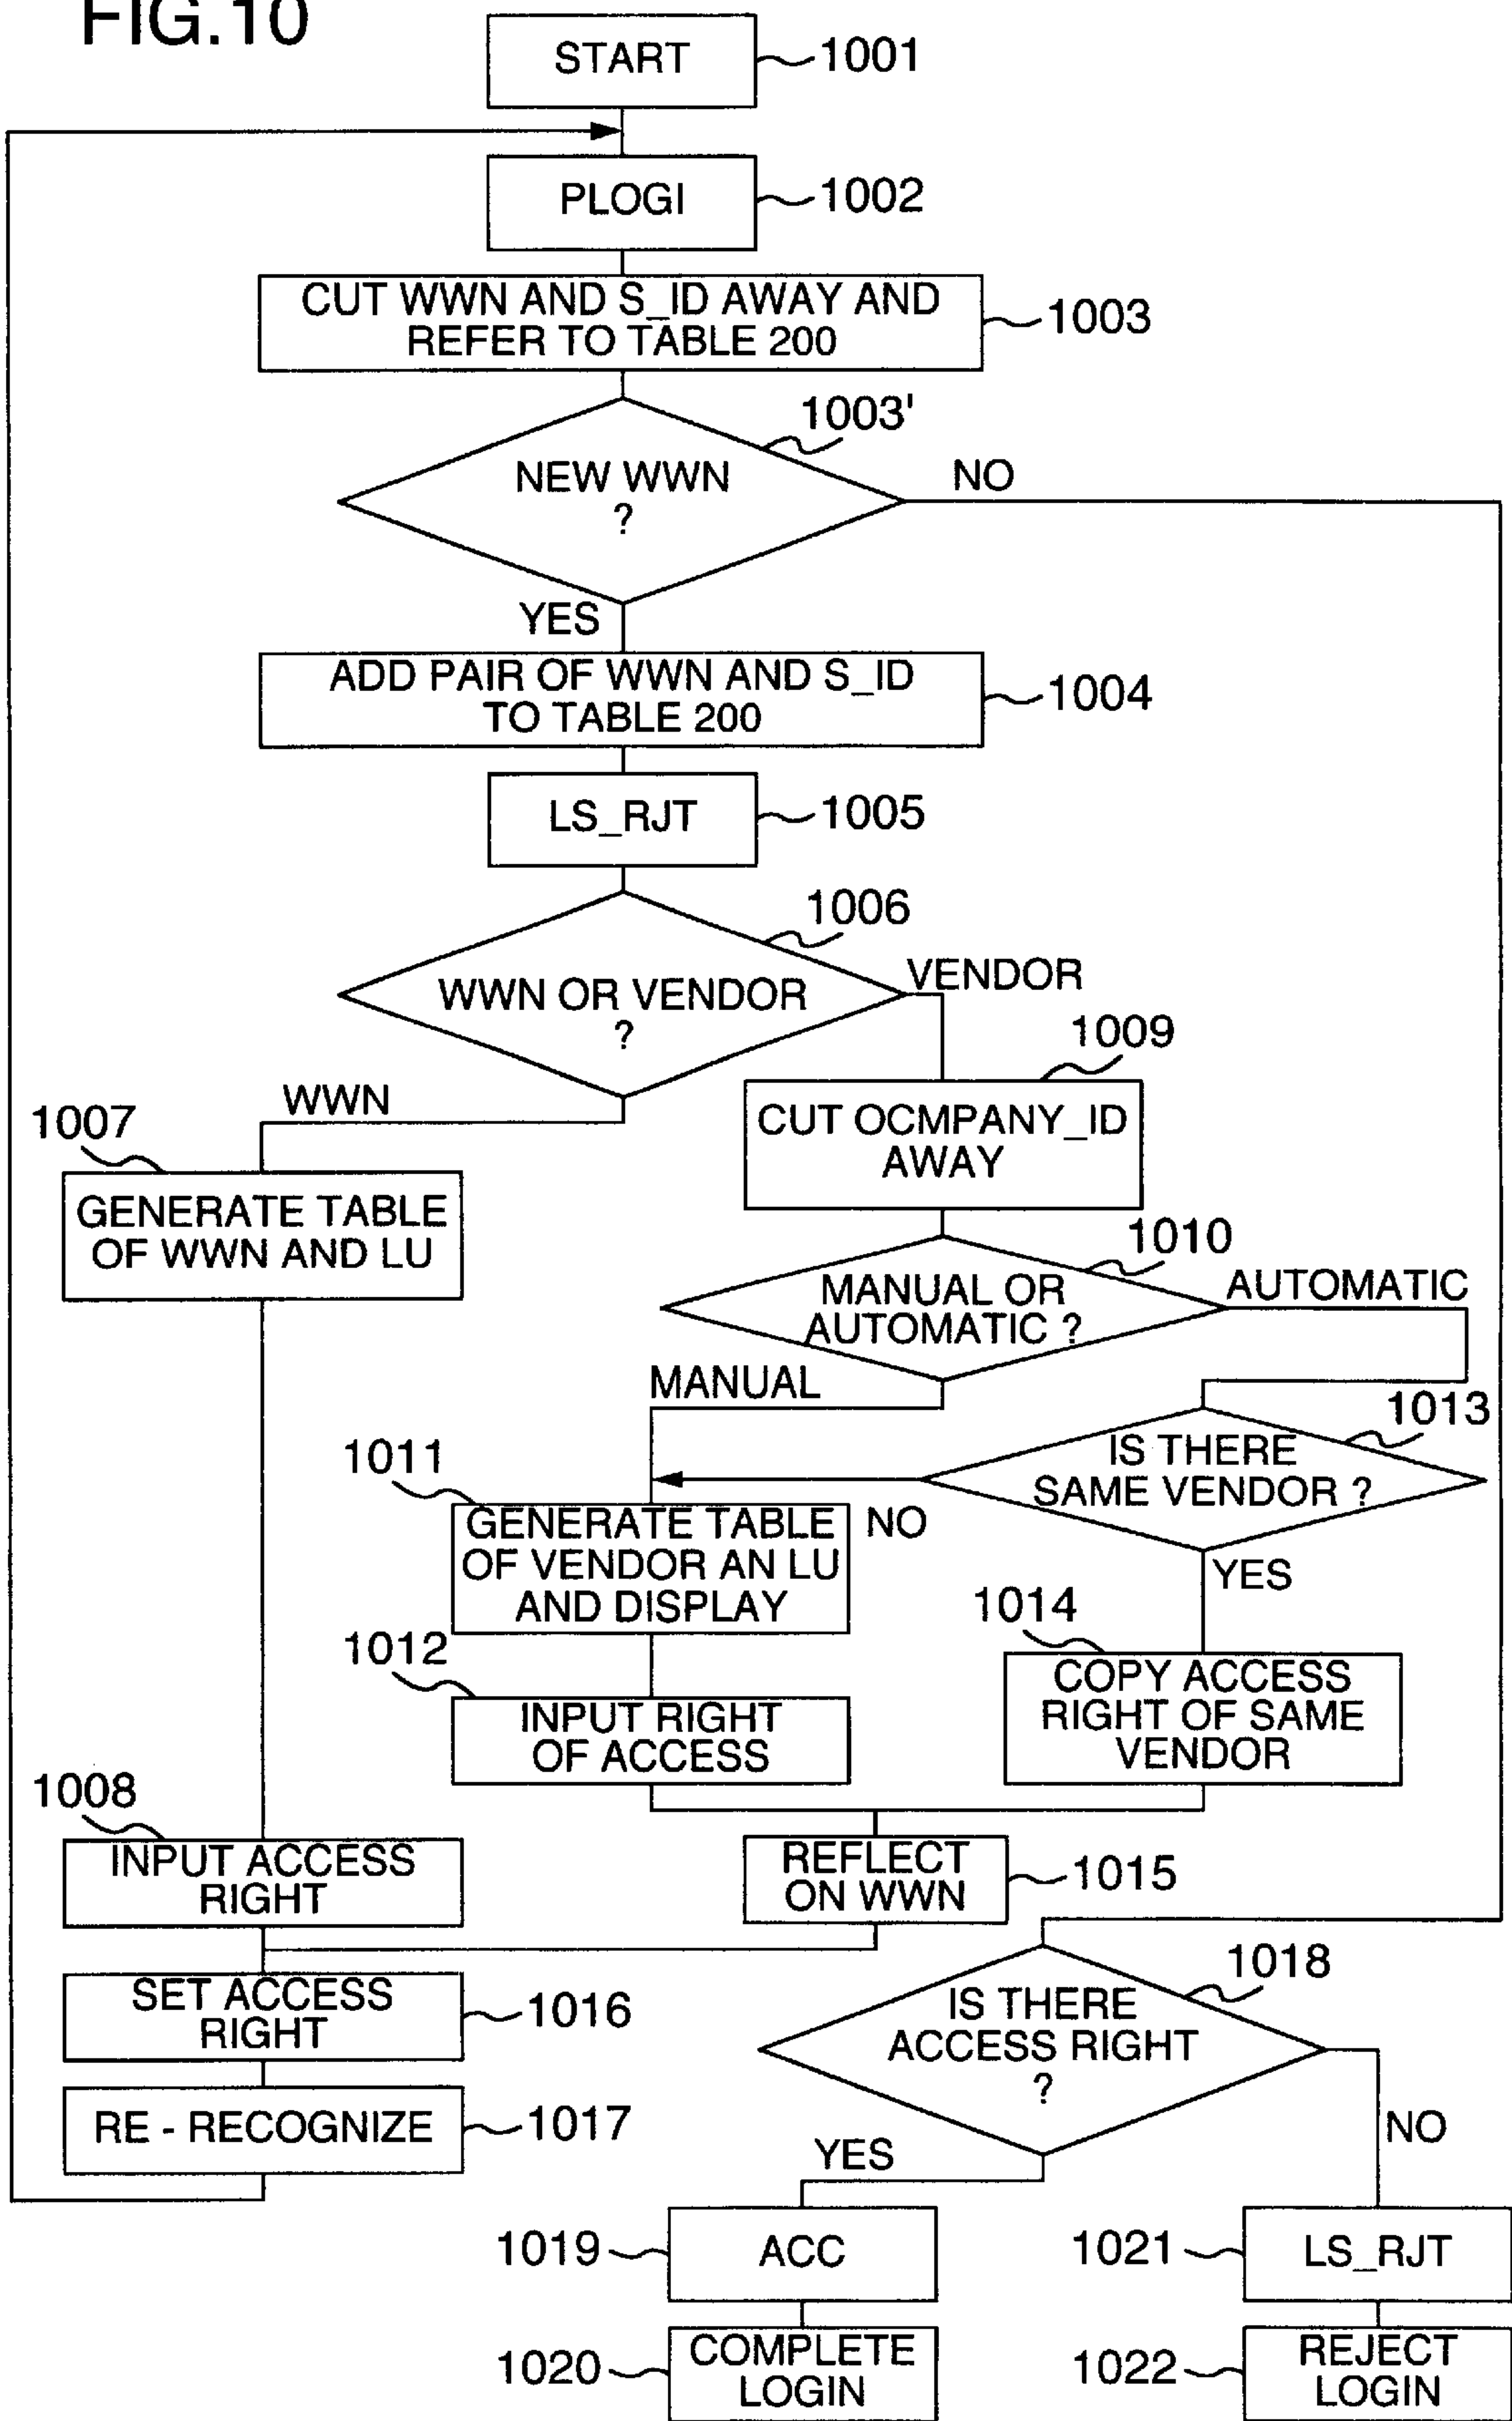 FIG.10
START
1001
PLOGI
1002
CUT WWN AND S_ID AWAY AND
REFER TO TABLE 200
1003
1003'
NEW WWN
?
NO
YES
ADD PAIR OF WWN AND S_ID
TO TABLE 200
1004
LS_RJT
1005
1006
WWN OR VENDOR
?
VENDOR
WWN
1009
CUT OCMPANY_ID
AWAY
1007
GENERATE TABLE
OF WWN AND LU
1010
MANUAL OR
AUTOMATIC ?
AUTOMATIC
MANUAL
1013
IS THERE
SAME VENDOR ?
NO
YES
1011
GENERATE TABLE
OF VENDOR AN LU
AND DISPLAY
1014
COPY ACCESS
RIGHT OF SAME
VENDOR
1012
INPUT RIGHT
OF ACCESS
1008
INPUT ACCESS
RIGHT
REFLECT
ON WWN
1015
SET ACCESS
RIGHT
1016
RE - RECOGNIZE
1017
1018
IS THERE
ACCESS RIGHT
?
YES
NO
1019
ACC
1021
LS_RJT
1020
COMPLETE
LOGIN
1022
REJECT
LOGIN